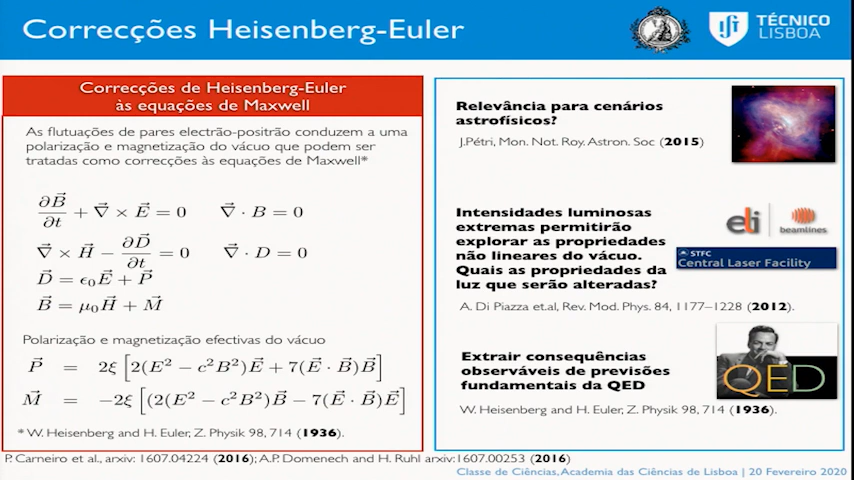 Correcções Heisenberg-Euler
TÉCNICO
LISBOA
Correcções de Heisenberg-Euler
às equações de Maxwell
As flutuações de pares electrão-positrão conduzem a uma
polarização e magnetização do vácuo que podem ser
tratadas como correcções às equações de Maxwell*
∂B⃗/∂t + ∇⃗ × E⃗ = 0 ∇⃗ · B = 0
∇⃗ × H⃗ − ∂D⃗/∂t = 0 ∇⃗ · D = 0
D⃗ = ϵ₀E⃗ + P⃗
B⃗ = μ₀H⃗ + M⃗
Polarização e magnetização efectivas do vácuo
P⃗ = 2ξ [2(E² − c²B²)E⃗ + 7(E⃗ · B⃗)B⃗]
M⃗ = −2ξ [(2(E² − c²B²)B⃗ − 7(E⃗ · B⃗)E⃗]
* W. Heisenberg and H. Euler, Z. Physik 98, 714 (1936).
Relevância para cenários
astrofísicos?
J.Pétri, Mon. Not. Roy. Astron. Soc (2015)
Intensidades luminosas
extremas permitirão
explorar as propriedades
não lineares do vácuo.
Quais as propriedades da
luz que serão alteradas?
eli
beamlines
STFC
Central Laser Facility
A. Di Piazza et.al, Rev. Mod. Phys. 84, 1177–1228 (2012).
Extrair consequências
observáveis de previsões
fundamentais da QED
QED
W. Heisenberg and H. Euler, Z. Physik 98, 714 (1936).
P. Carneiro et al., arxiv: 1607.04224 (2016); A.P. Domenech and H. Ruhl arxiv:1607.00253 (2016)
Classe de Ciências, Academia das Ciências de Lisboa | 20 Fevereiro 2020